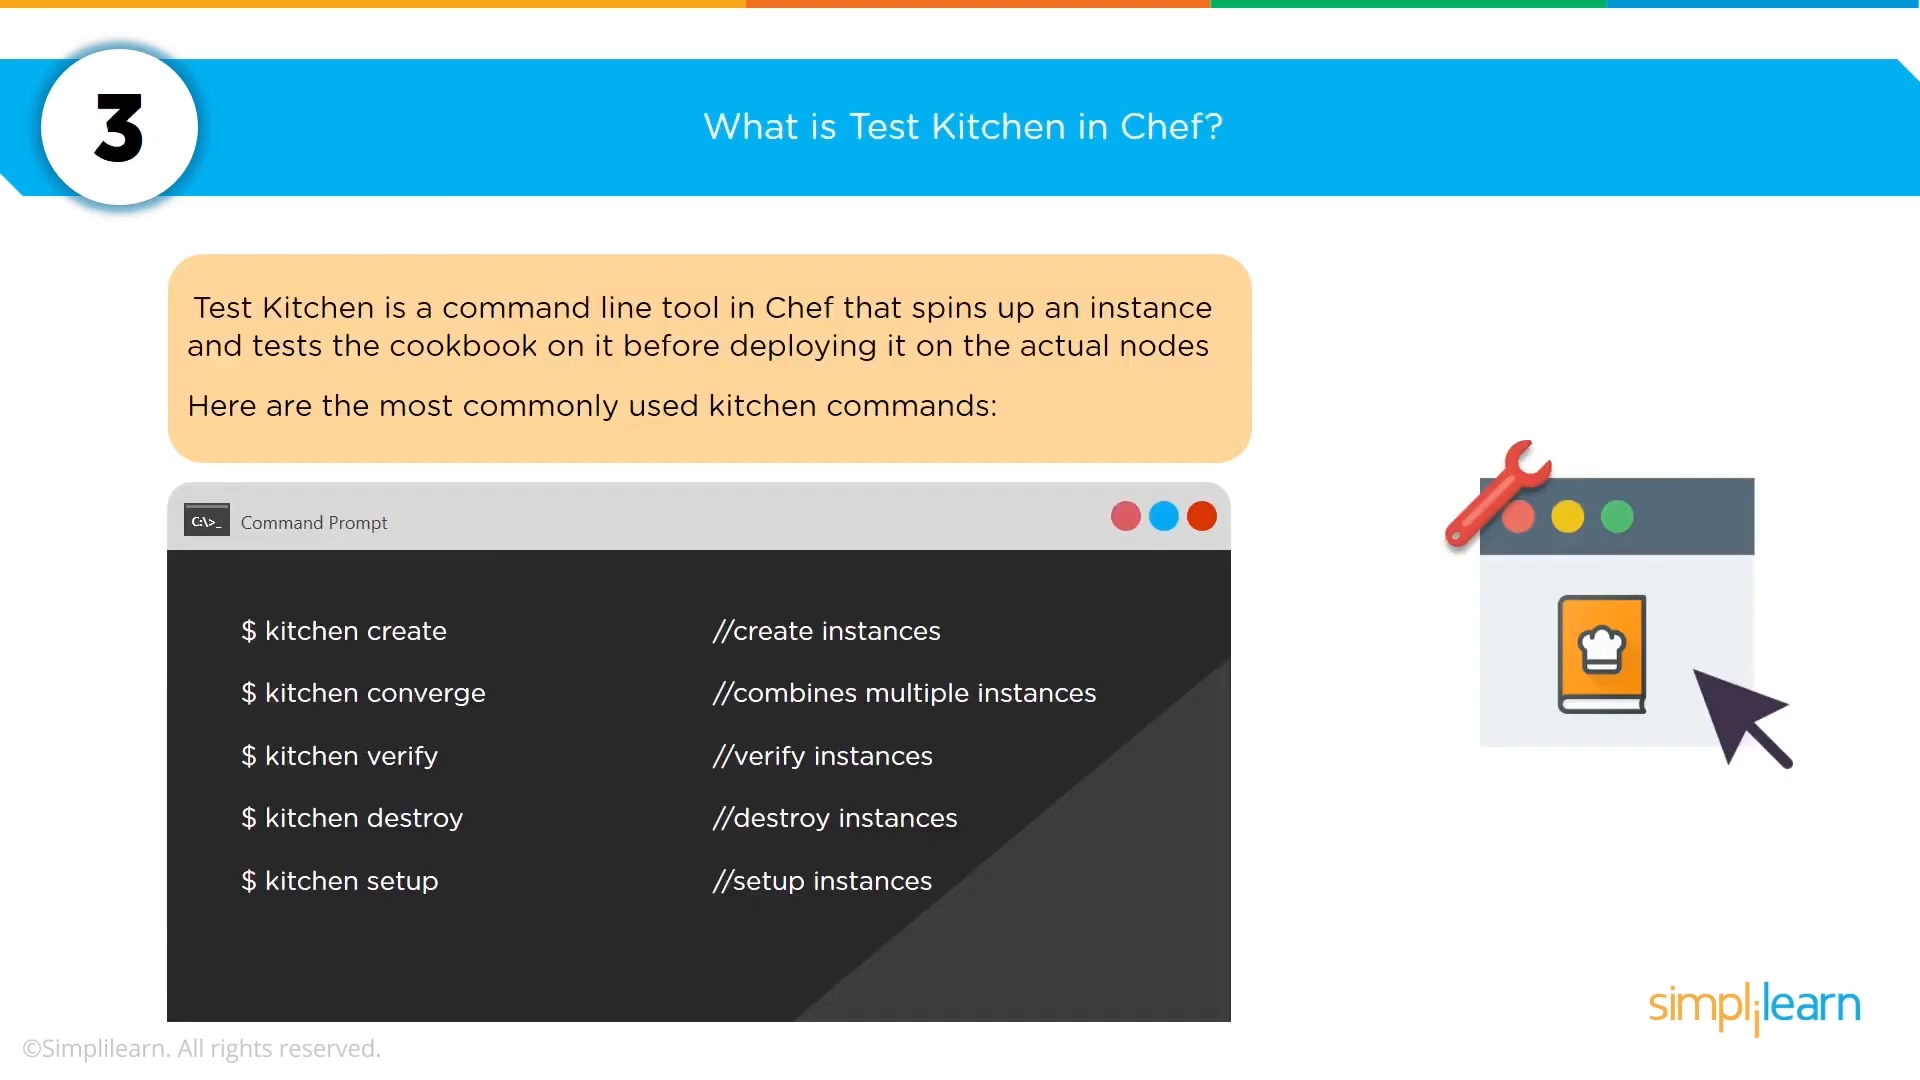 3
What is Test Kitchen in Chef?
Test Kitchen is a command line tool in Chef that spins up an instance
and tests the cookbook on it before deploying it on the actual nodes
Here are the most commonly used kitchen commands:
C:\>_ Command Prompt
$ kitchen create //create instances
$ kitchen converge //combines multiple instances
$ kitchen verify //verify instances
$ kitchen destroy //destroy instances
$ kitchen setup //setup instances
simplilearn
©Simplilearn. All rights reserved.